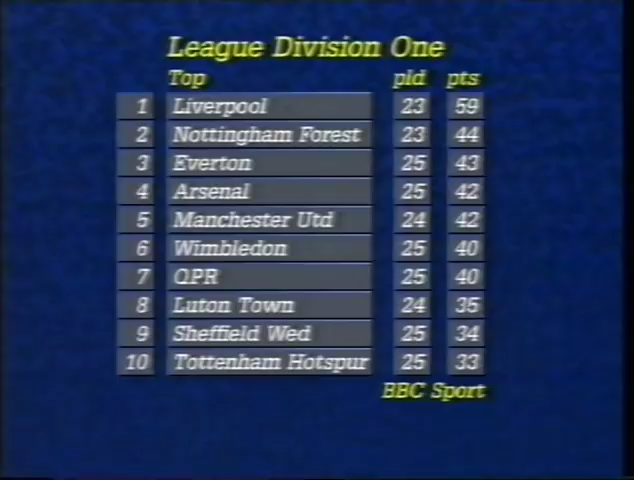 League Division One
Top pld pts
1 Liverpool 23 59
2 Nottingham Forest 23 44
3 Everton 25 43
4 Arsenal 25 42
5 Manchester Utd 24 42
6 Wimbledon 25 40
7 QPR 25 40
8 Luton Town 24 35
9 Sheffield Wed 25 34
10 Tottenham Hotspur 25 33
BBC Sport